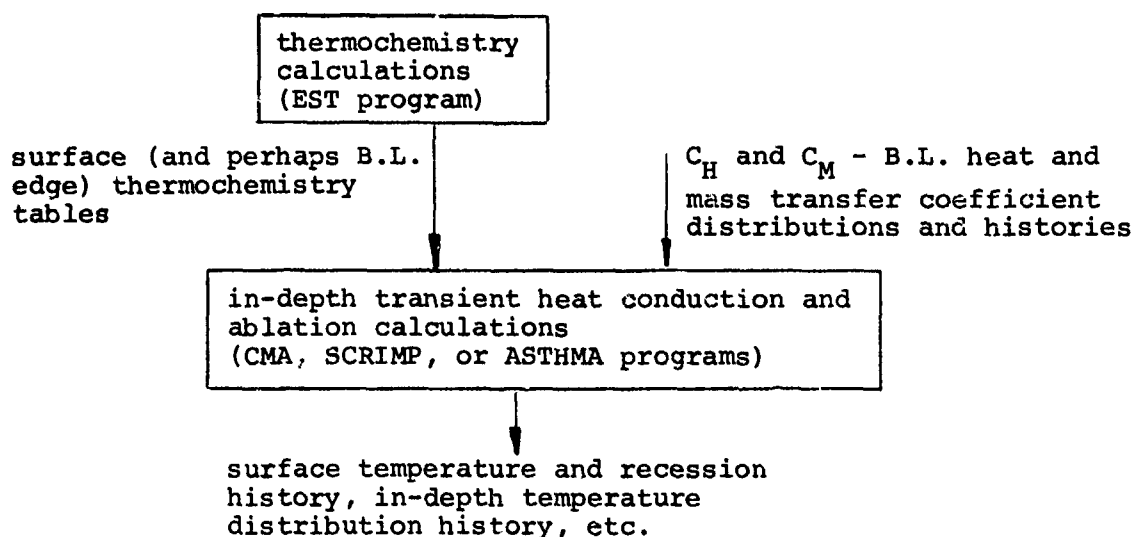 thermochemistry
calculations
(EST program)
surface (and perhaps B.L.
edge) thermochemistry
tables
C_H and C_M - B.L. heat and
mass transfer coefficient
distributions and histories
in-depth transient heat conduction and
ablation calculations
(CMA, SCRIMP, or ASTHMA programs)
surface temperature and recession
history, in-depth temperature
distribution history, etc.